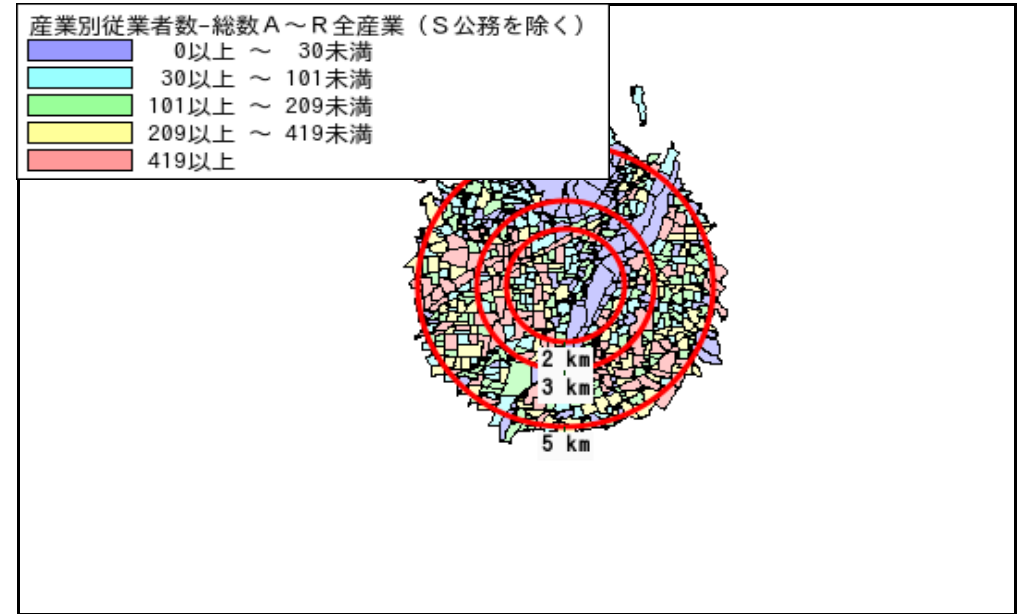 産業別従業者数−総数A～R全産業（S公務を除く）
0以上 ～ 30未満
30以上 ～ 101未満
101以上 ～ 209未満
209以上 ～ 419未満
419以上
2 km
3 km
5 km